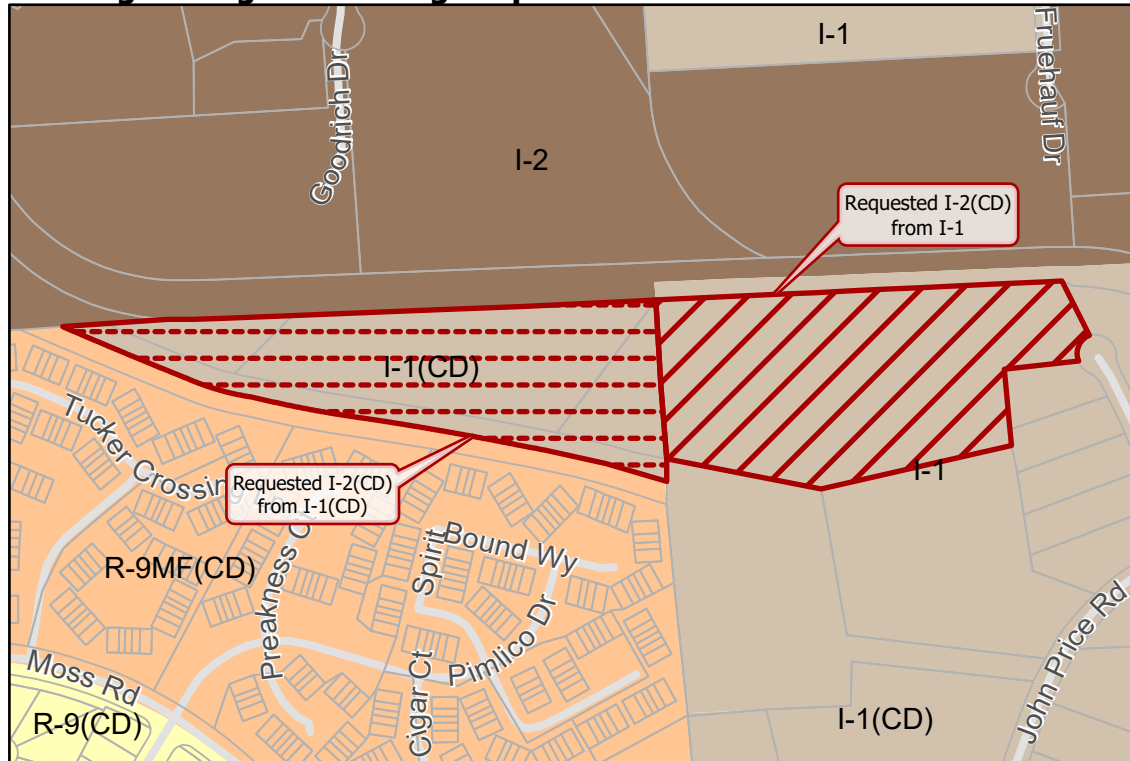 I-1
Fruehauf Dr
Goodrich Dr
I-2
Requested I-2(CD)
from I-1
I-1(CD)
Tucker Crossing
Requested I-2(CD)
from I-1(CD)
I-1
Bound Wy
Spirit
R-9MF(CD)
Preakness Ct
Pimlico Dr
Moss Rd
Cigar Ct
John Price Rd
R-9(CD)
I-1(CD)